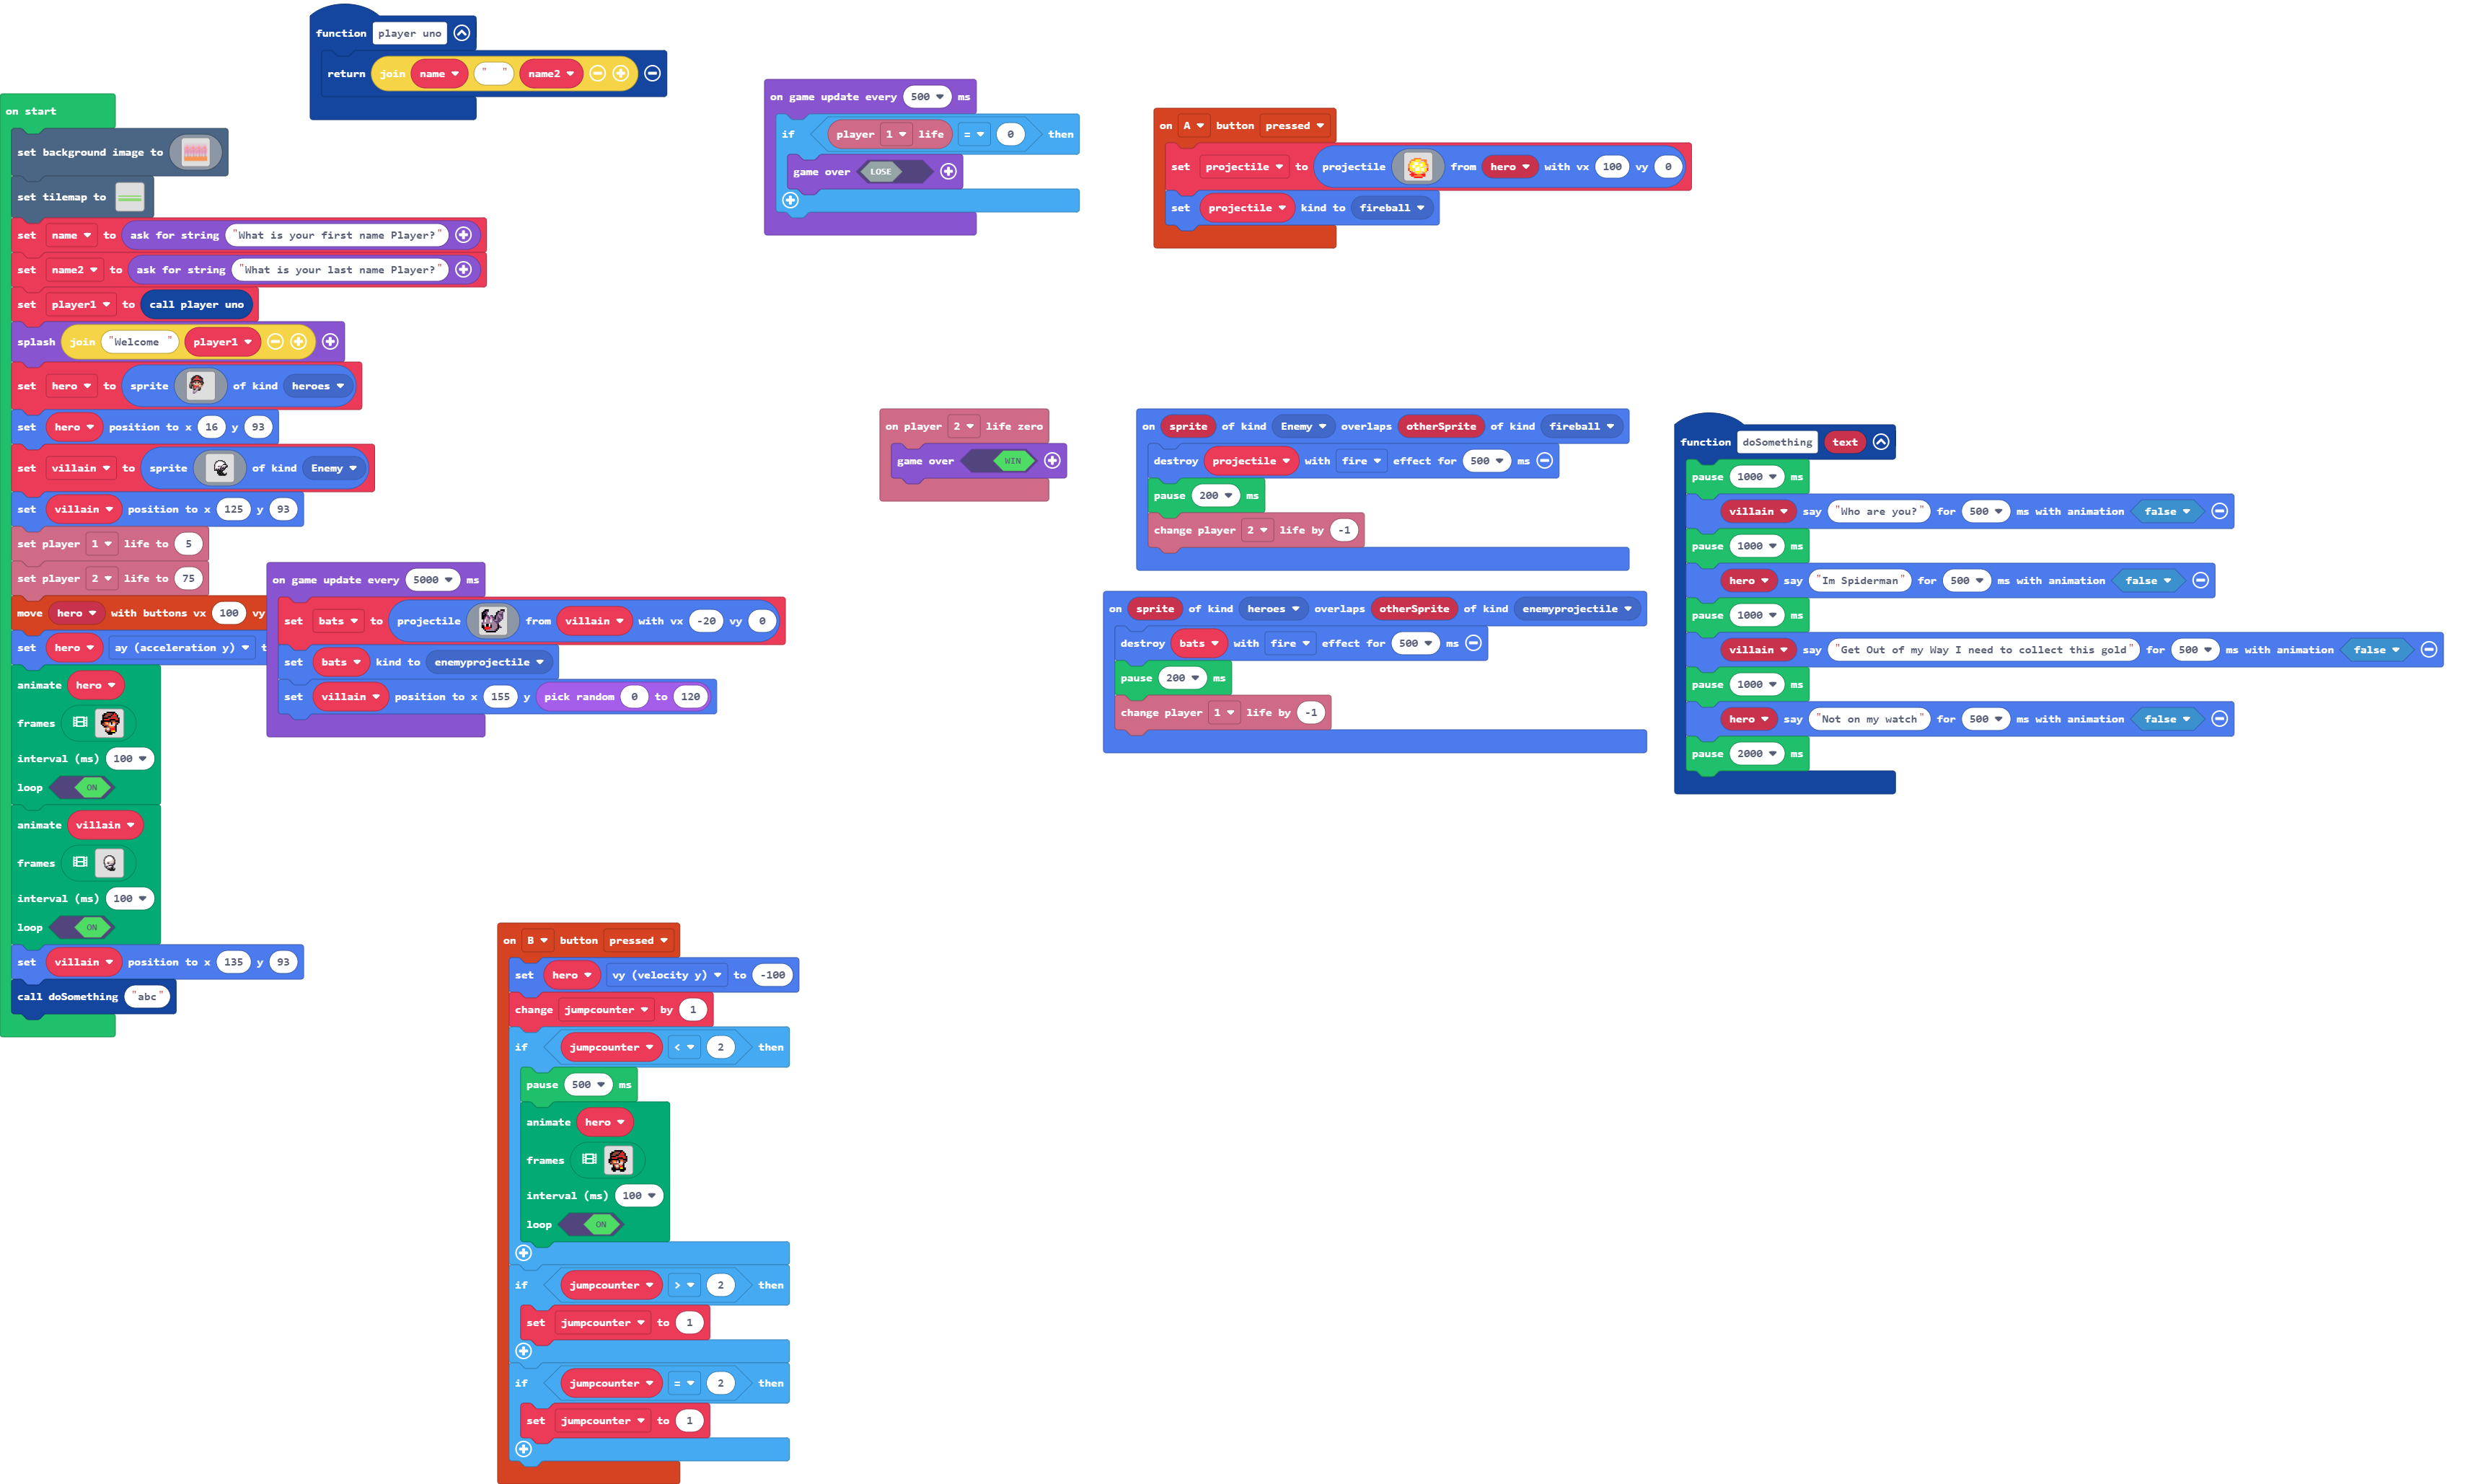 function player uno
return join name " " name2
on start
set background image to
set tilemap to
set name to ask for string "What is your first name Player?"
set name2 to ask for string "What is your last name Player?"
set player1 to call player uno
splash join "Welcome " player1
set hero to sprite of kind heroes
set hero position to x 16 y 93
set villain to sprite of kind Enemy
set villain position to x 125 y 93
set player 1 life to 5
set player 2 life to 75
move hero with buttons vx 100 vy
set hero ay (acceleration y) t
animate hero
frames
interval (ms) 100
loop ON
animate villain
frames
interval (ms) 100
loop ON
set villain position to x 135 y 93
call doSomething "abc"
on game update every 5000 ms
set bats to projectile from villain with vx -20 vy 0
set bats kind to enemyprojectile
set villain position to x 155 y pick random 0 to 120
on game update every 500 ms
if player 1 life = 0 then
game over LOSE
on A button pressed
set projectile to projectile from hero with vx 100 vy 0
set projectile kind to fireball
on player 2 life zero
game over WIN
on sprite of kind Enemy overlaps otherSprite of kind fireball
destroy projectile with fire effect for 500 ms
pause 200 ms
change player 2 life by -1
on sprite of kind heroes overlaps otherSprite of kind enemyprojectile
destroy bats with fire effect for 500 ms
pause 200 ms
change player 1 life by -1
function doSomething text
pause 1000 ms
villain say "Who are you?" for 500 ms with animation false
pause 1000 ms
hero say "Im Spiderman" for 500 ms with animation false
pause 1000 ms
villain say "Get Out of my Way I need to collect this gold" for 500 ms with animation false
pause 1000 ms
hero say "Not on my watch" for 500 ms with animation false
pause 2000 ms
on B button pressed
set hero vy (velocity y) to -100
change jumpcounter by 1
if jumpcounter < 2 then
pause 500 ms
animate hero
frames
interval (ms) 100
loop ON
if jumpcounter > 2 then
set jumpcounter to 1
if jumpcounter = 2 then
set jumpcounter to 1